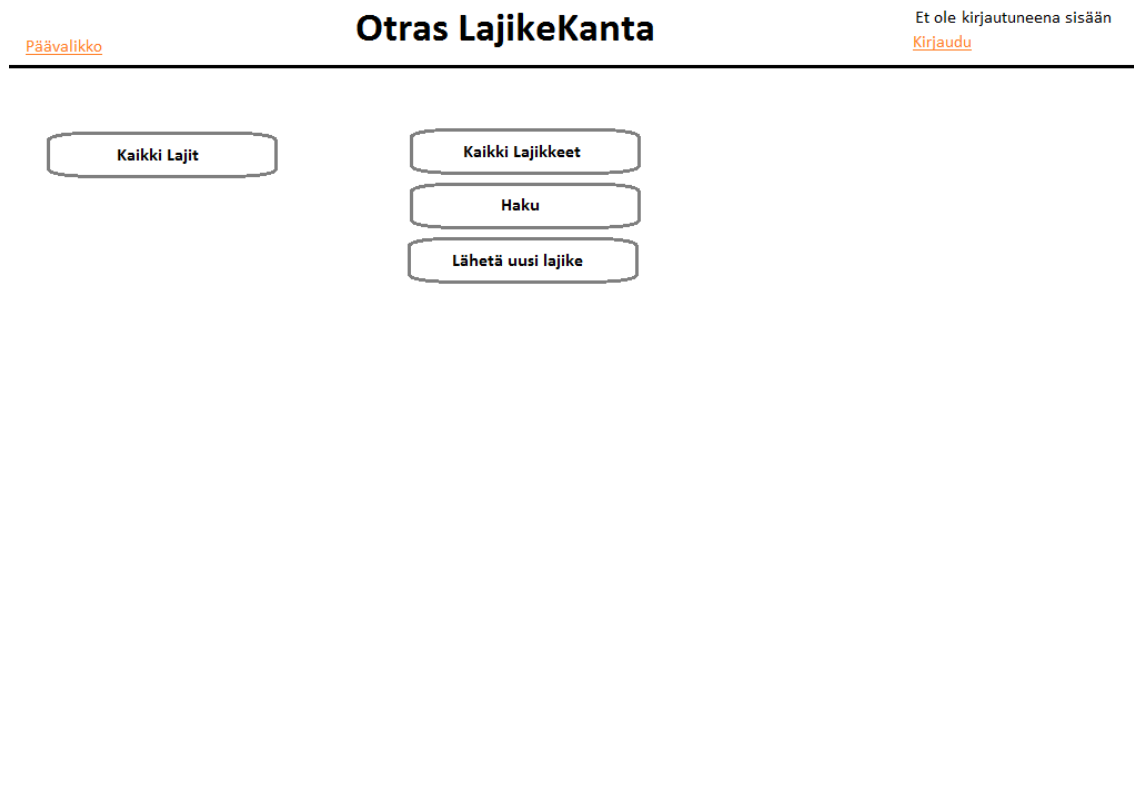 Päävalikko
Otras LajikeKanta
Et ole kirjautuneena sisään
Kirjaudu
Kaikki Lajit
Kaikki Lajikkeet
Haku
Lähetä uusi lajike